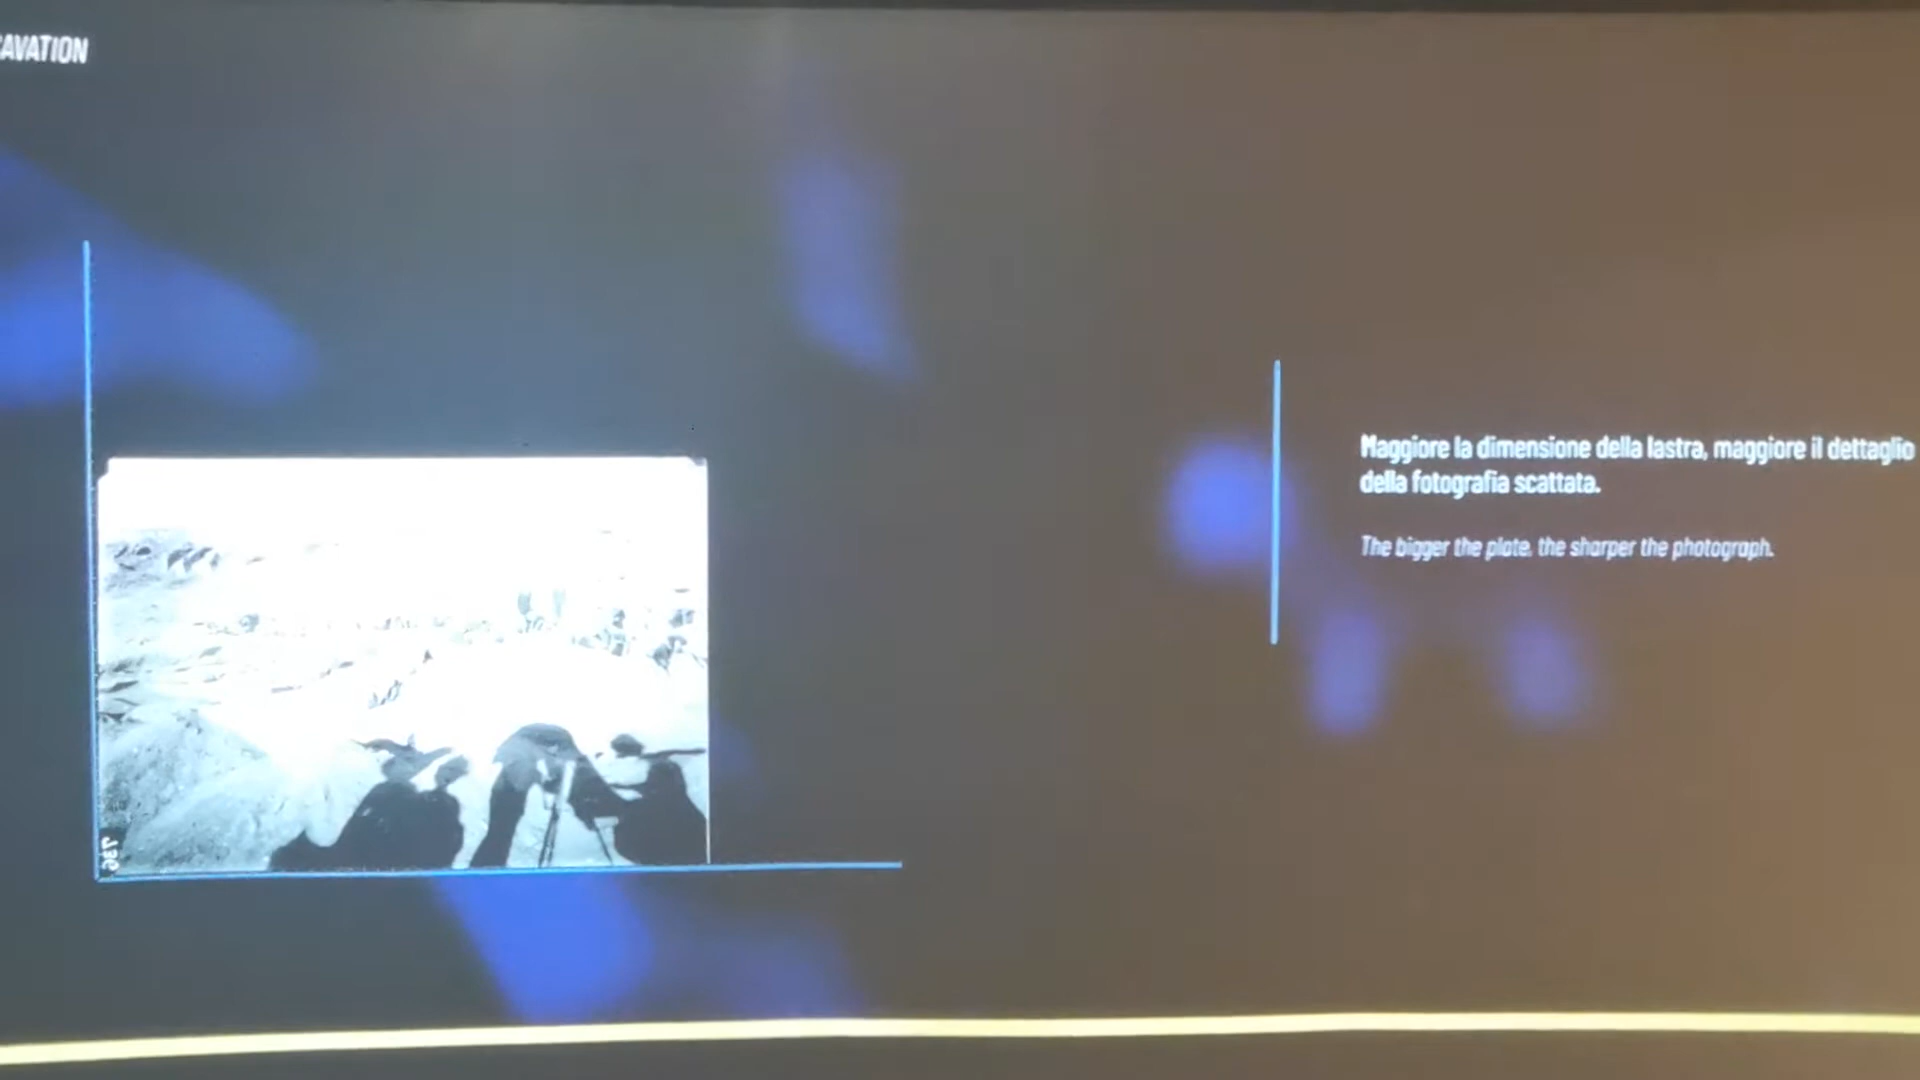 CAVATION
Maggiore la dimensione della lastra, maggiore il dettaglio
della fotografia scattata.
The bigger the plate, the sharper the photograph.
736